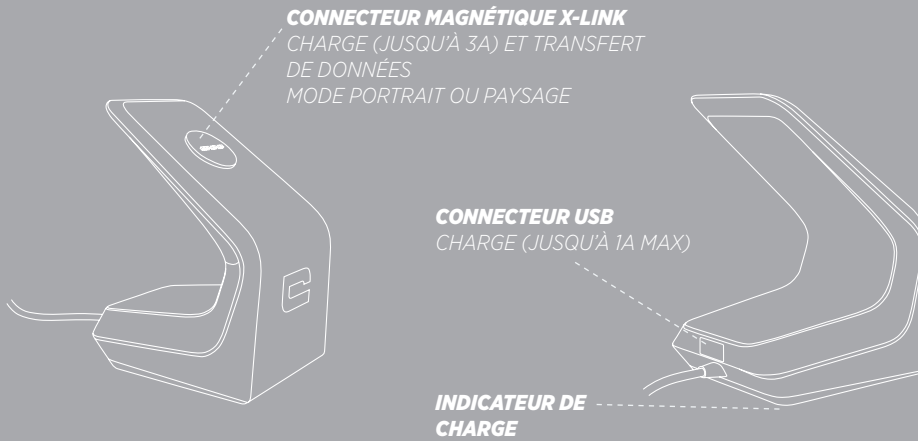 CONNECTEUR MAGNÉTIQUE X-LINK
CHARGE (JUSQU'À 3A) ET TRANSFERT
DE DONNÉES
MODE PORTRAIT OU PAYSAGE
CONNECTEUR USB
CHARGE (JUSQU'À 1A MAX)
INDICATEUR DE
CHARGE